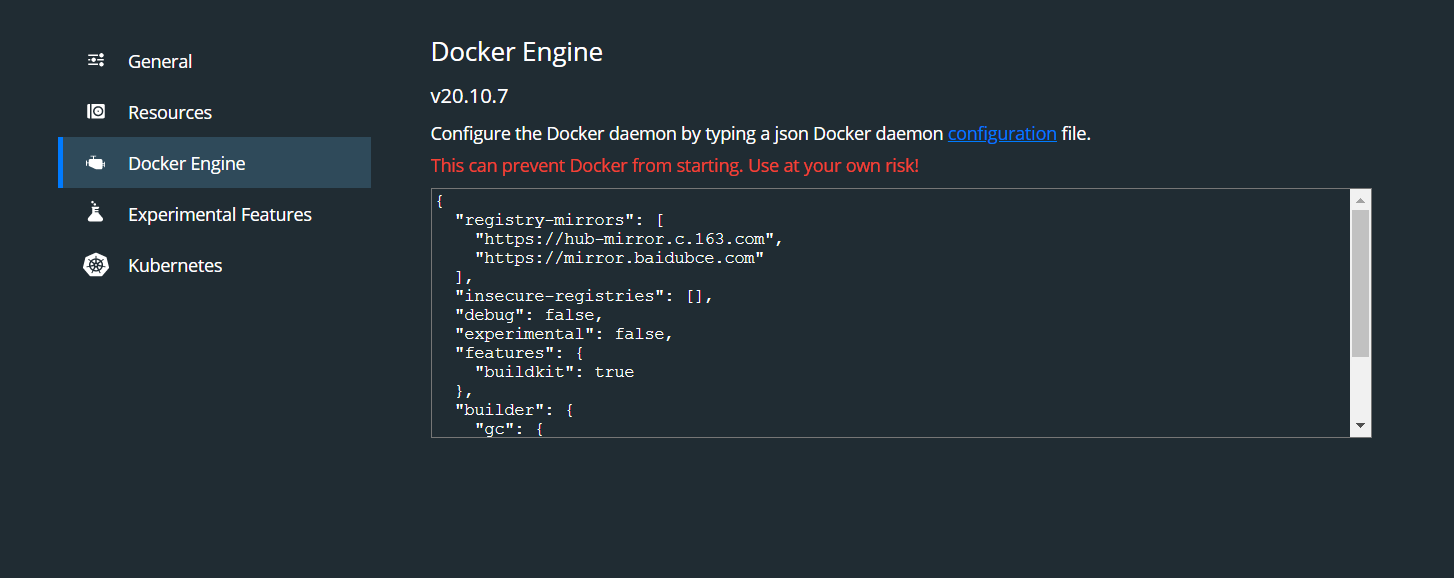 General
Resources
Docker Engine
Experimental Features
Kubernetes
Docker Engine
v20.10.7
Configure the Docker daemon by typing a json Docker daemon configuration file.
This can prevent Docker from starting. Use at your own risk!
{
  "registry-mirrors": [
    "https://hub-mirror.c.163.com",
    "https://mirror.baidubce.com"
  ],
  "insecure-registries": [],
  "debug": false,
  "experimental": false,
  "features": {
    "buildkit": true
  },
  "builder": {
    "gc": {